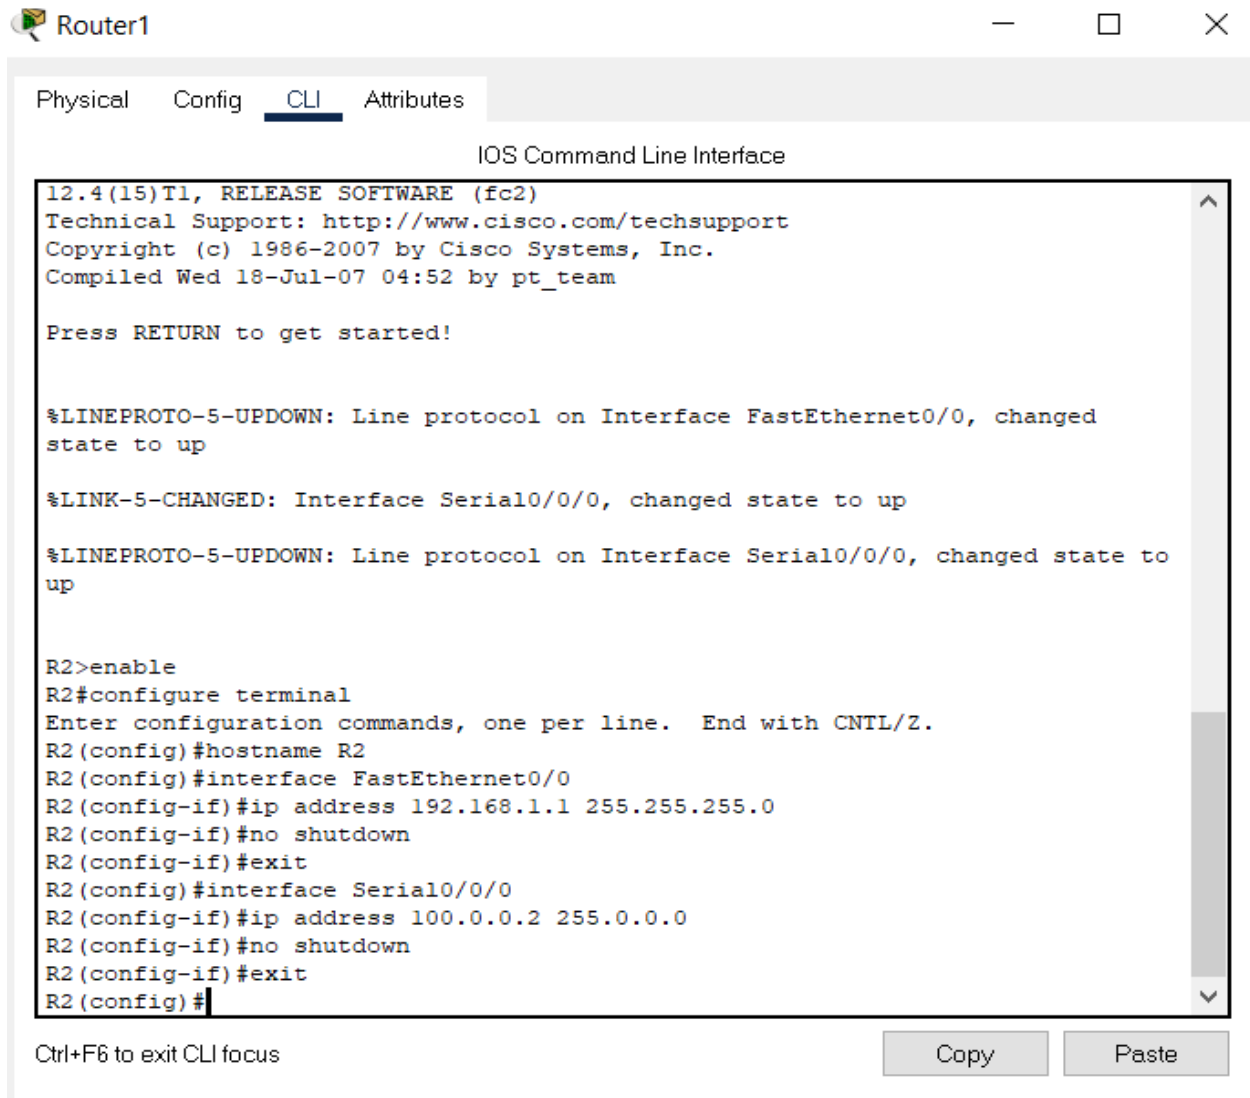 Router1
Physical Config CLI Attributes
IOS Command Line Interface
12.4(15)T1, RELEASE SOFTWARE (fc2)
Technical Support: http://www.cisco.com/techsupport
Copyright (c) 1986-2007 by Cisco Systems, Inc.
Compiled Wed 18-Jul-07 04:52 by pt_team
Press RETURN to get started!
%LINEPROTO-5-UPDOWN: Line protocol on Interface FastEthernet0/0, changed
state to up
%LINK-5-CHANGED: Interface Serial0/0/0, changed state to up
%LINEPROTO-5-UPDOWN: Line protocol on Interface Serial0/0/0, changed state to
up
R2>enable
R2#configure terminal
Enter configuration commands, one per line.  End with CNTL/Z.
R2(config)#hostname R2
R2(config)#interface FastEthernet0/0
R2(config-if)#ip address 192.168.1.1 255.255.255.0
R2(config-if)#no shutdown
R2(config-if)#exit
R2(config)#interface Serial0/0/0
R2(config-if)#ip address 100.0.0.2 255.0.0.0
R2(config-if)#no shutdown
R2(config-if)#exit
R2(config)#
Ctrl+F6 to exit CLI focus
Copy Paste